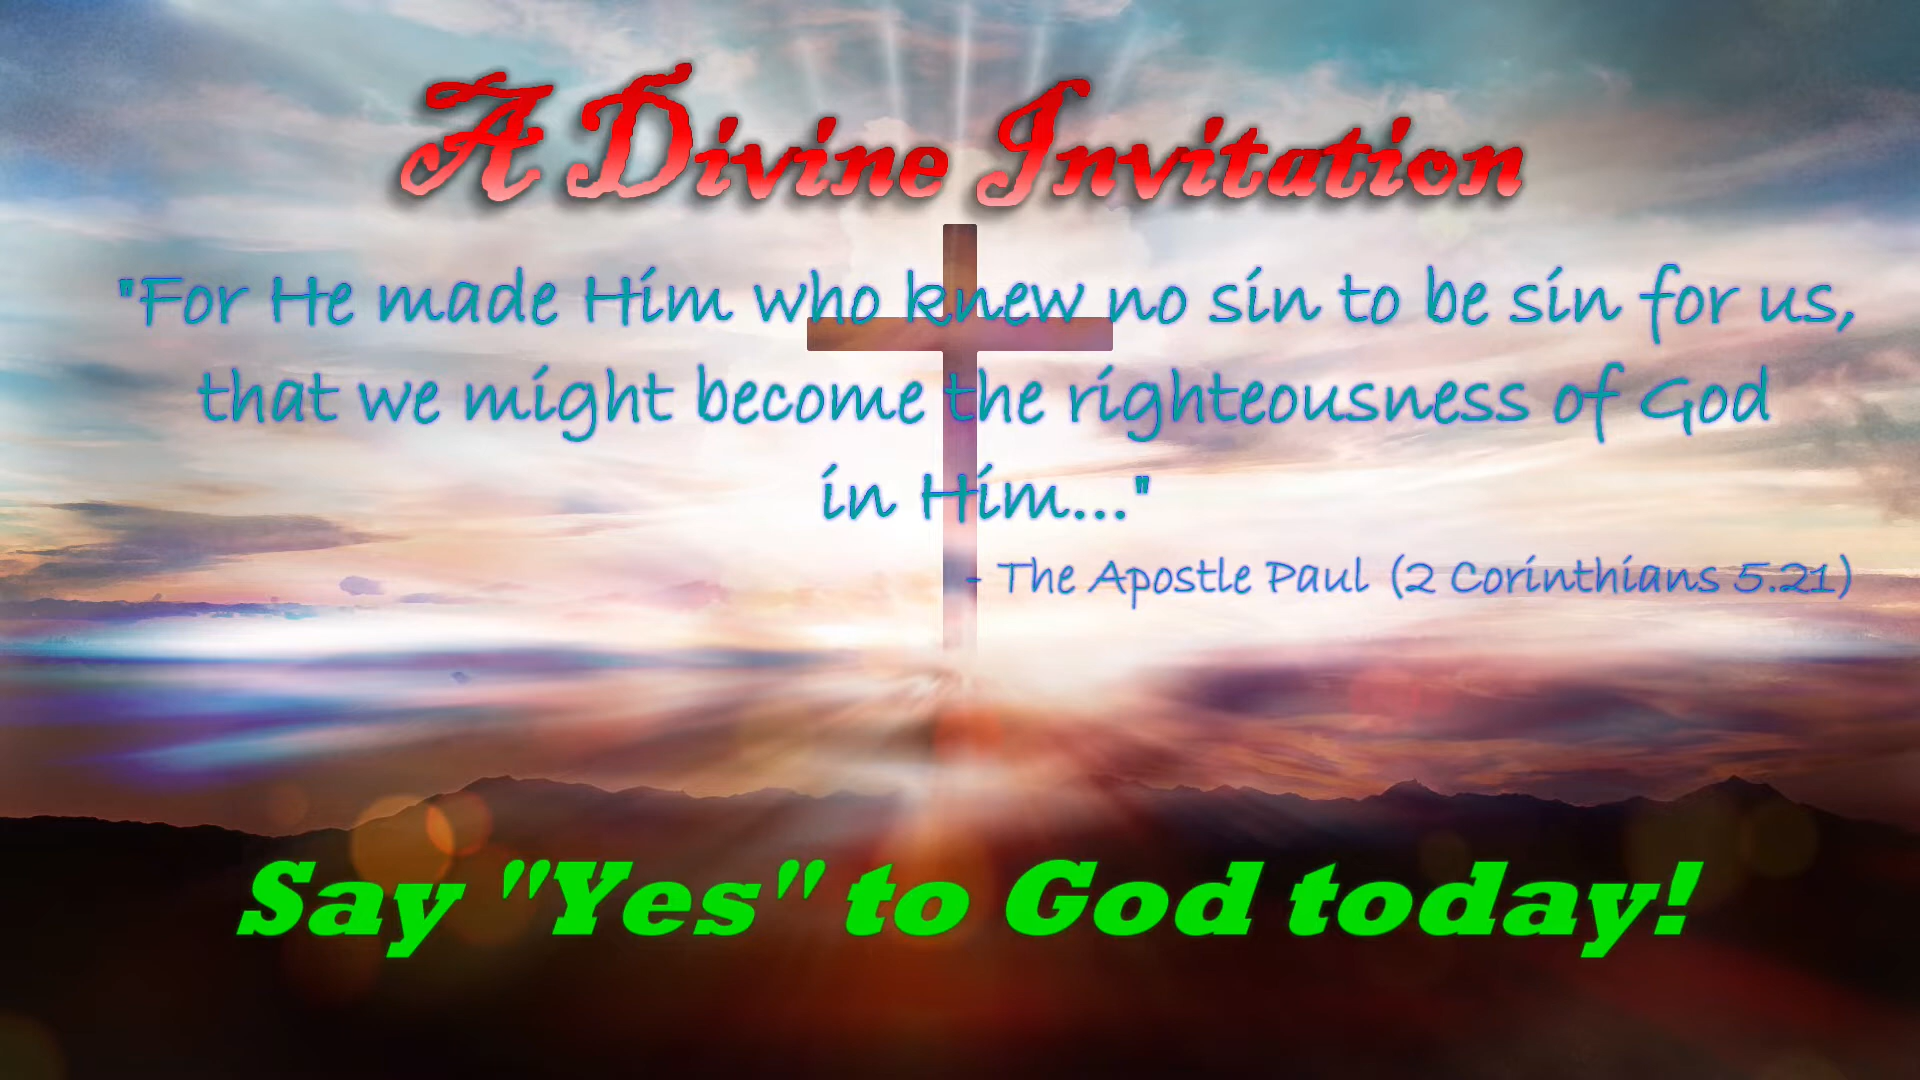 A Divine Invitation
"For He made Him who knew no sin to be sin for us,
that we might become the righteousness of God
in Him..."
- The Apostle Paul (2 Corinthians 5.21)
Say "Yes" to God today!